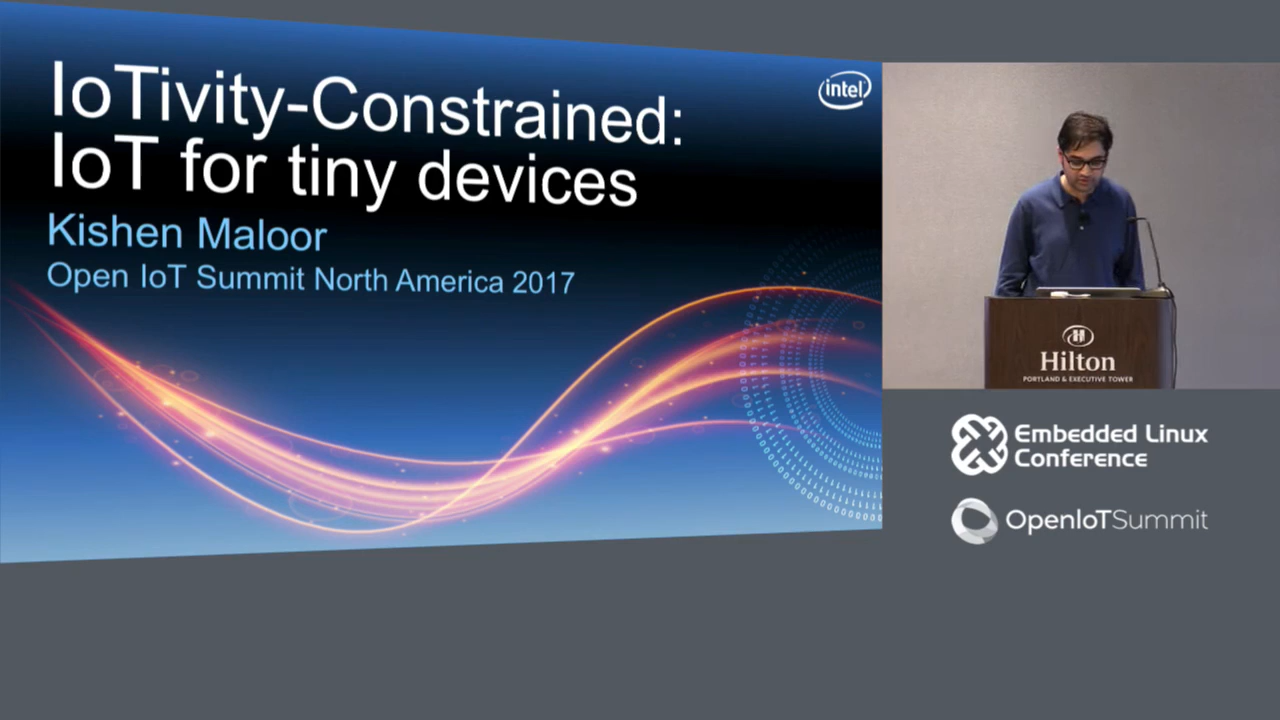 IoTivity-Constrained:
IoT for tiny devices
Kishen Maloor
Open IoT Summit North America 2017
intel
Hilton
PORTLAND & EXECUTIVE TOWER
Embedded Linux
Conference
OpenIoTSummit